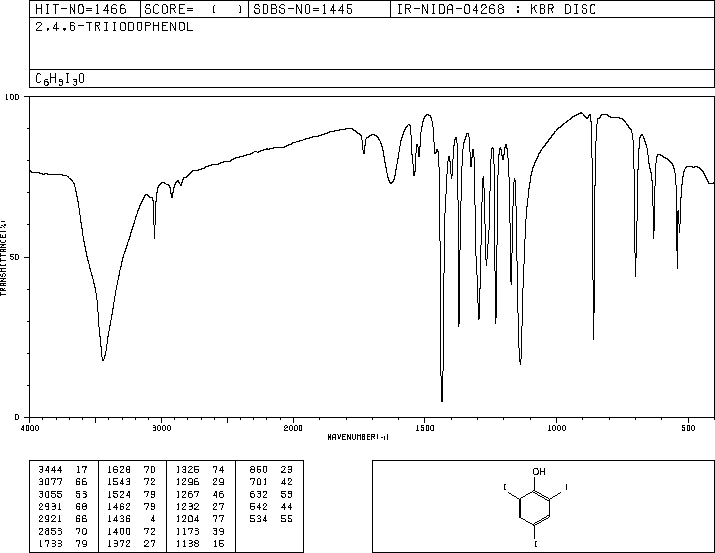 HIT-NO=1466 SCORE= ( ) SDBS-NO=1445 IR-NIDA-04268 : KBR DISC
2,4,6-TRIIODOPHENOL
C6H3I3O
100
50
0
TRANSMITTANCE(%)
4000 3000 2000 1500 1000 500
WAVENUMBER(-1)
3444 17 1628 70 1326 74 860 23
3077 66 1543 72 1296 29 701 42
3055 53 1524 79 1267 46 632 53
2931 68 1462 79 1232 27 542 44
2921 66 1436 4 1204 77 534 55
2853 70 1400 72 1173 39
1733 79 1372 27 1138 16
OH
I I
I